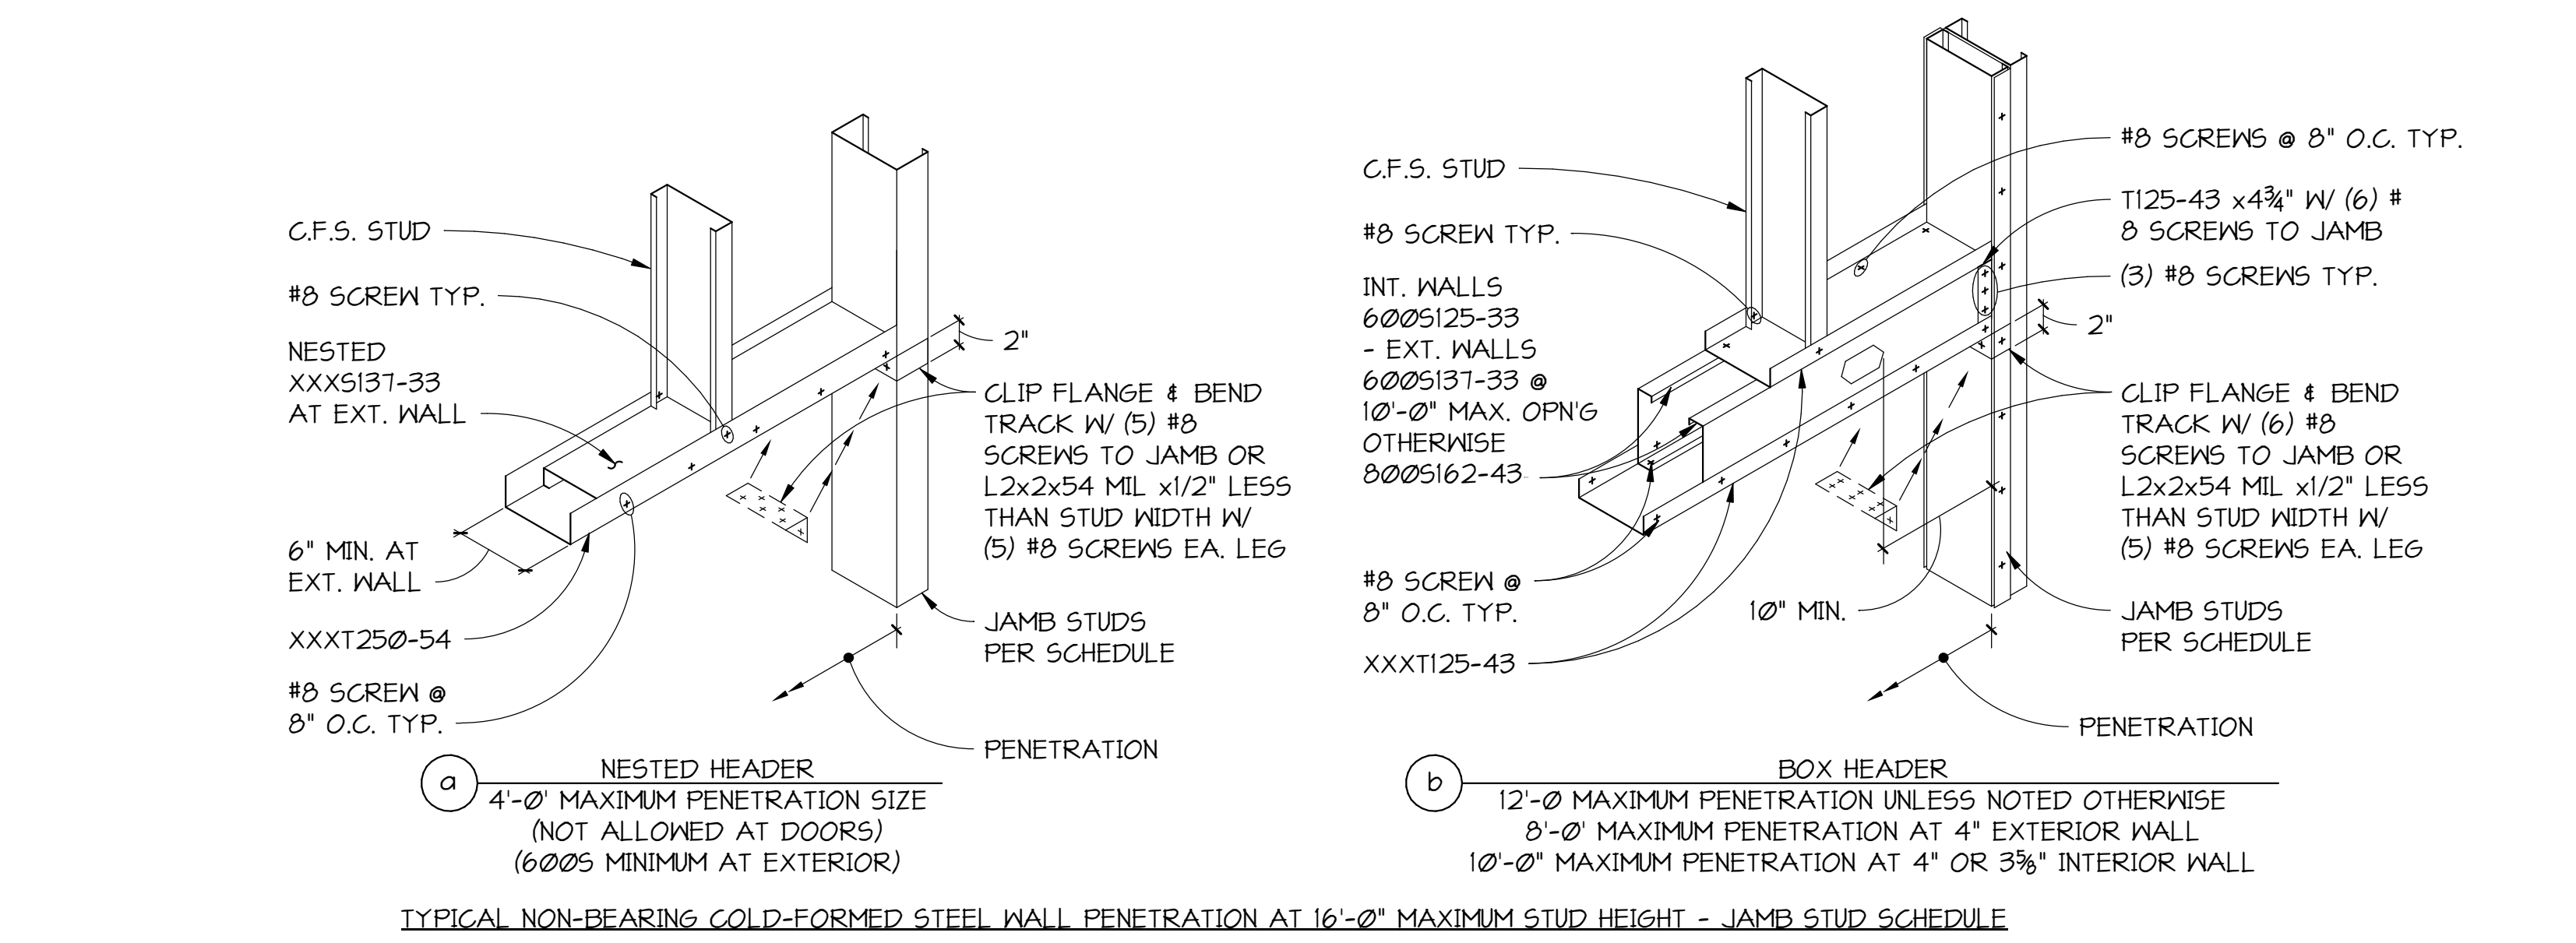 C.F.S. STUD
#8 SCREW TYP.
NESTED
XXXS137-33
AT EXT. WALL
6" MIN. AT
EXT. WALL
XXXT250-54
#8 SCREW @
8" O.C. TYP.
2"
CLIP FLANGE & BEND
TRACK W/ (5) #8
SCREWS TO JAMB OR
L2x2x54 MIL x1/2" LESS
THAN STUD WIDTH W/
(5) #8 SCREWS EA. LEG
JAMB STUDS
PER SCHEDULE
PENETRATION
a
NESTED HEADER
4'-0' MAXIMUM PENETRATION SIZE
(NOT ALLOWED AT DOORS)
(600S MINIMUM AT EXTERIOR)
C.F.S. STUD
#8 SCREW TYP.
INT. WALLS
600S125-33
- EXT. WALLS
600S137-33 @
10'-0" MAX. OPN'G
OTHERWISE
800S162-43
#8 SCREW @
8" O.C. TYP.
XXXT125-43
10" MIN.
#8 SCREWS @ 8" O.C. TYP.
T125-43 x4¾" W/ (6) #
8 SCREWS TO JAMB
(3) #8 SCREWS TYP.
2"
CLIP FLANGE & BEND
TRACK W/ (6) #8
SCREWS TO JAMB OR
L2x2x54 MIL x1/2" LESS
THAN STUD WIDTH W/
(5) #8 SCREWS EA. LEG
JAMB STUDS
PER SCHEDULE
PENETRATION
b
BOX HEADER
12'-0 MAXIMUM PENETRATION UNLESS NOTED OTHERWISE
8'-0' MAXIMUM PENETRATION AT 4" EXTERIOR WALL
10'-0" MAXIMUM PENETRATION AT 4" OR 3⅝" INTERIOR WALL
TYPICAL NON-BEARING COLD-FORMED STEEL WALL PENETRATION AT 16'-0" MAXIMUM STUD HEIGHT - JAMB STUD SCHEDULE